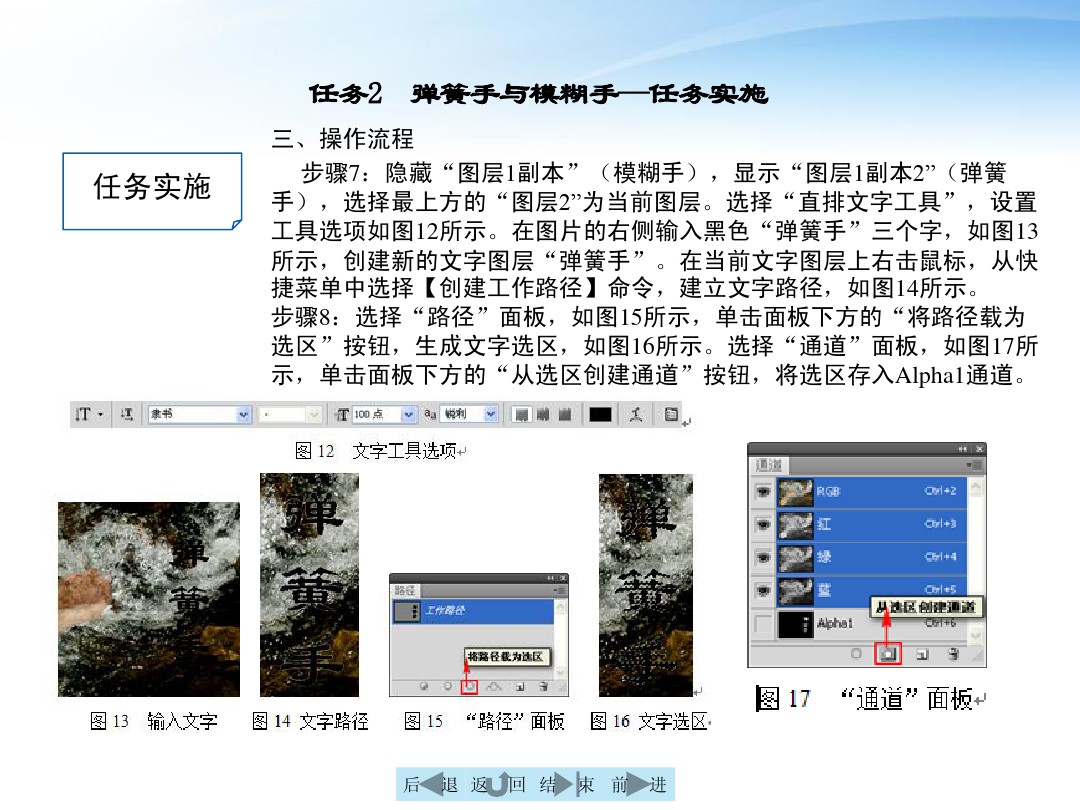 任务2　弹簧手与模糊手—任务实施
任务实施
三、操作流程
步骤7：隐藏“图层1副本”（模糊手），显示“图层1副本2”（弹簧
手），选择最上方的“图层2”为当前图层。选择“直排文字工具”，设置
工具选项如图12所示。在图片的右侧输入黑色“弹簧手”三个字，如图13
所示，创建新的文字图层“弹簧手”。在当前文字图层上右击鼠标，从快
捷菜单中选择【创建工作路径】命令，建立文字路径，如图14所示。
步骤8：选择“路径”面板，如图15所示，单击面板下方的“将路径载为
选区”按钮，生成文字选区，如图16所示。选择“通道”面板，如图17所
示，单击面板下方的“从选区创建通道”按钮，将选区存入Alpha1通道。
T 隶书 - T 100 点 aa 锐利
图 12　文字工具选项
弹簧
弹簧手
路径
工作路径
将路径载为选区
弹簧手
通道
RGB Ctrl+2
红 Ctrl+3
绿 Ctrl+4
蓝 Ctrl+5
从选区创建通道
Alpha1 Ctrl+6
图 13　输入文字
图 14 文字路径
图 15　“路径”面板
图 16 文字选区
图 17　“通道”面板
后退 返回 结束 前进